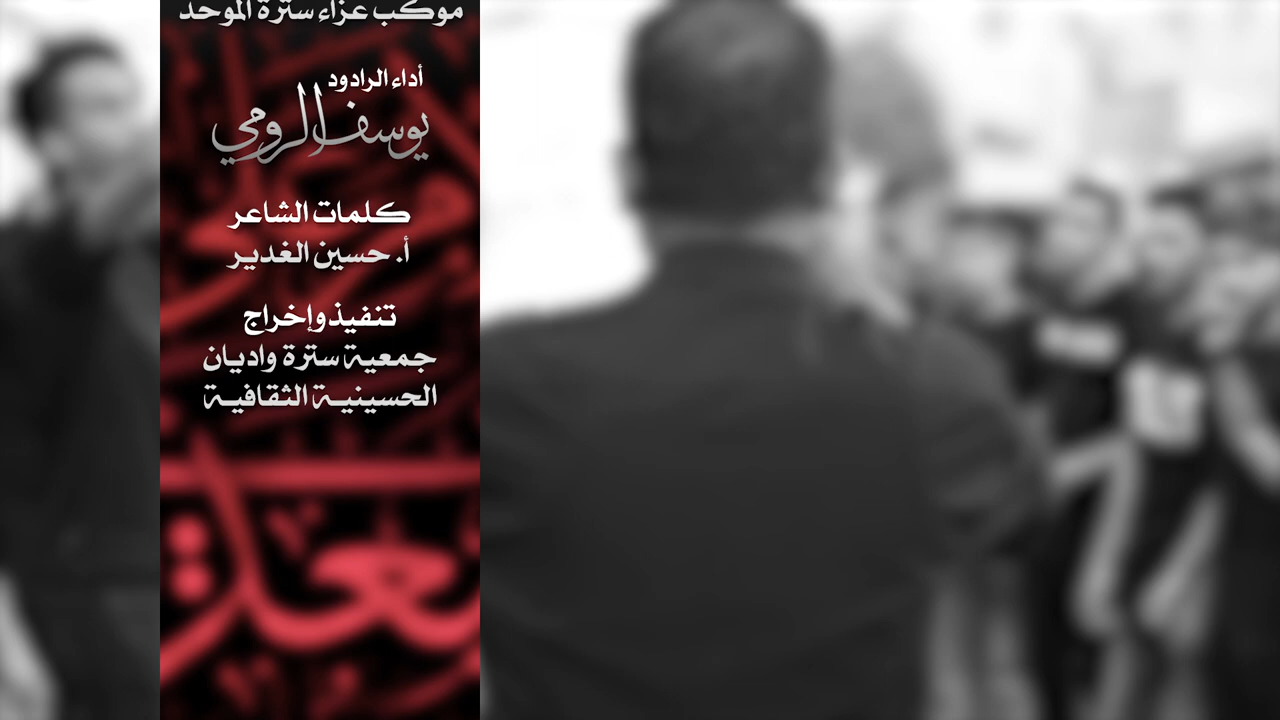 موكب عزاء سترة الموحد
أداء الرادود
يوسف الرومي
كلمات الشاعر
أ. حسين الغدير
تنفيذ وإخراج
جمعية سترة واديان
الحسينية الثقافية